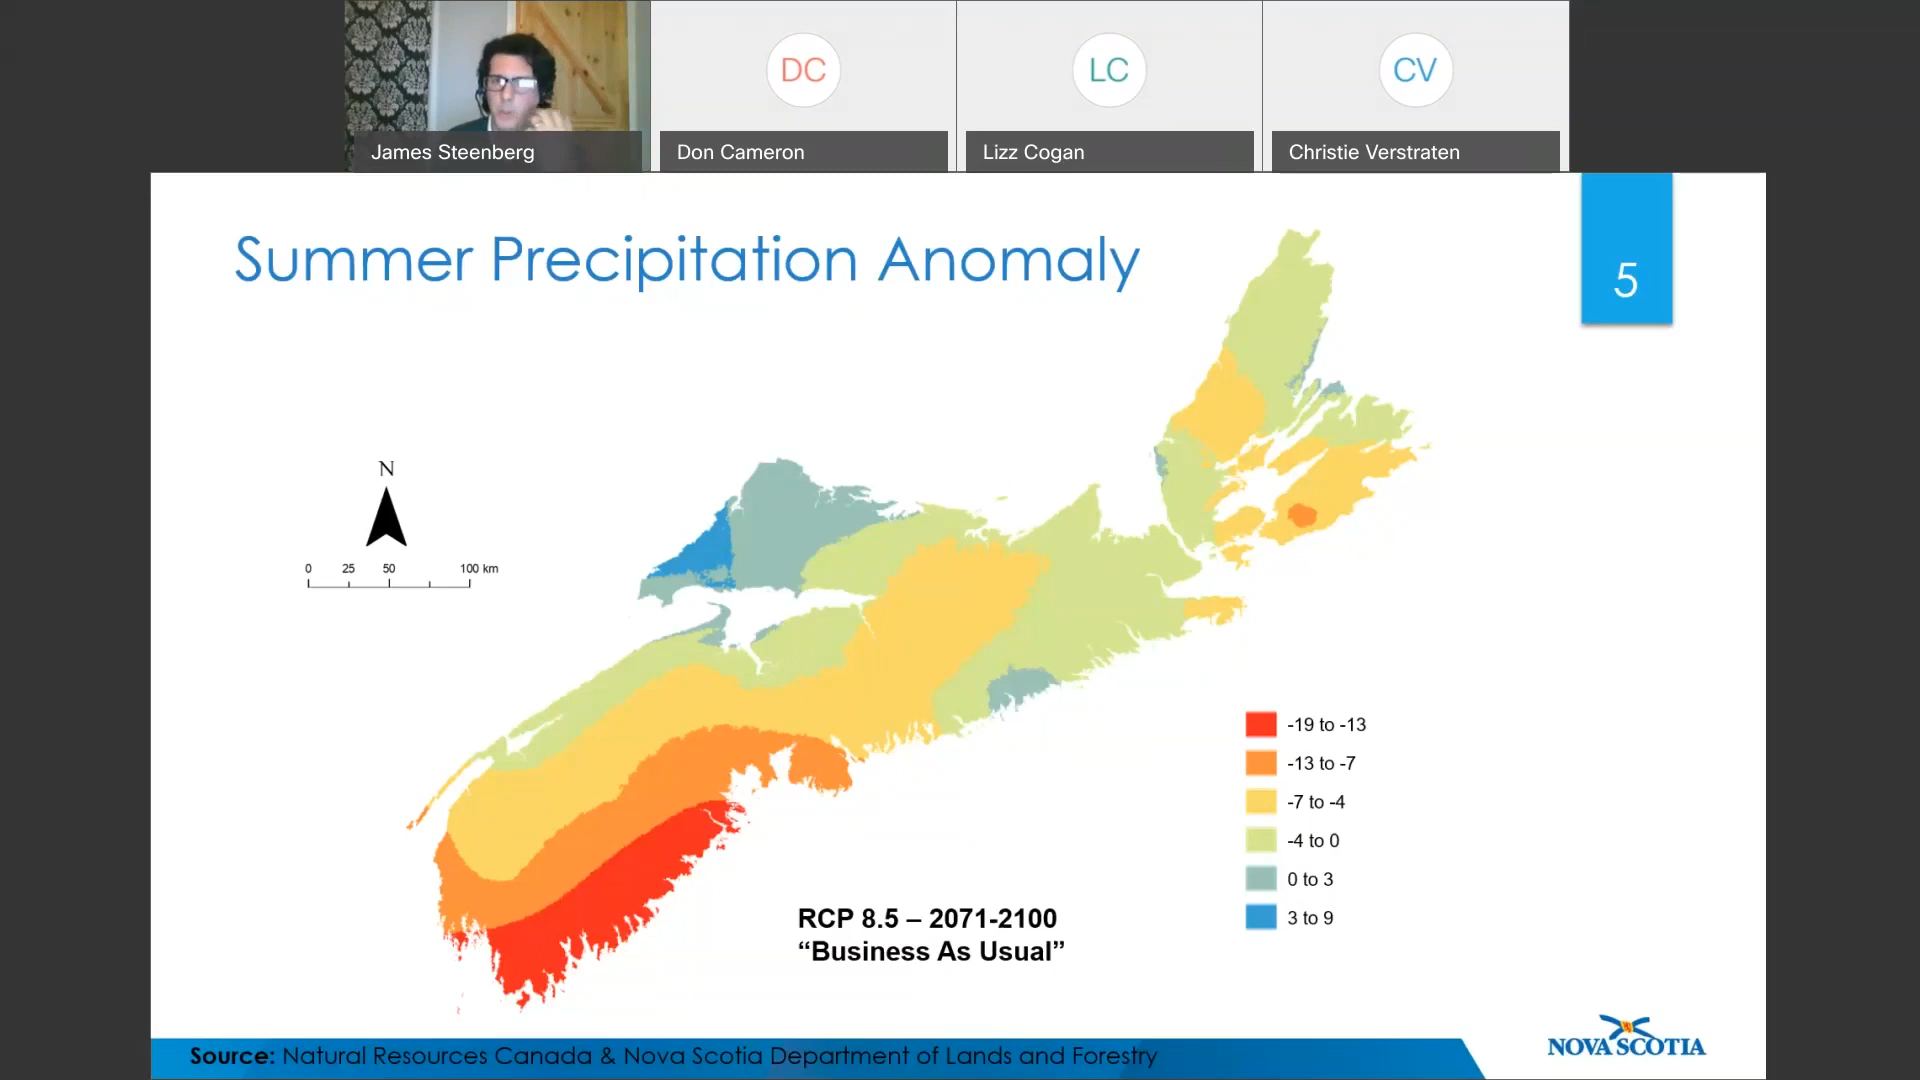 DC
LC
CV
James Steenberg
Don Cameron
Lizz Cogan
Christie Verstraten
Summer Precipitation Anomaly
5
N
0 25 50 100 km
-19 to -13
-13 to -7
-7 to -4
-4 to 0
0 to 3
3 to 9
RCP 8.5 – 2071-2100
“Business As Usual”
NOVA SCOTIA
Source: Natural Resources Canada & Nova Scotia Department of Lands and Forestry